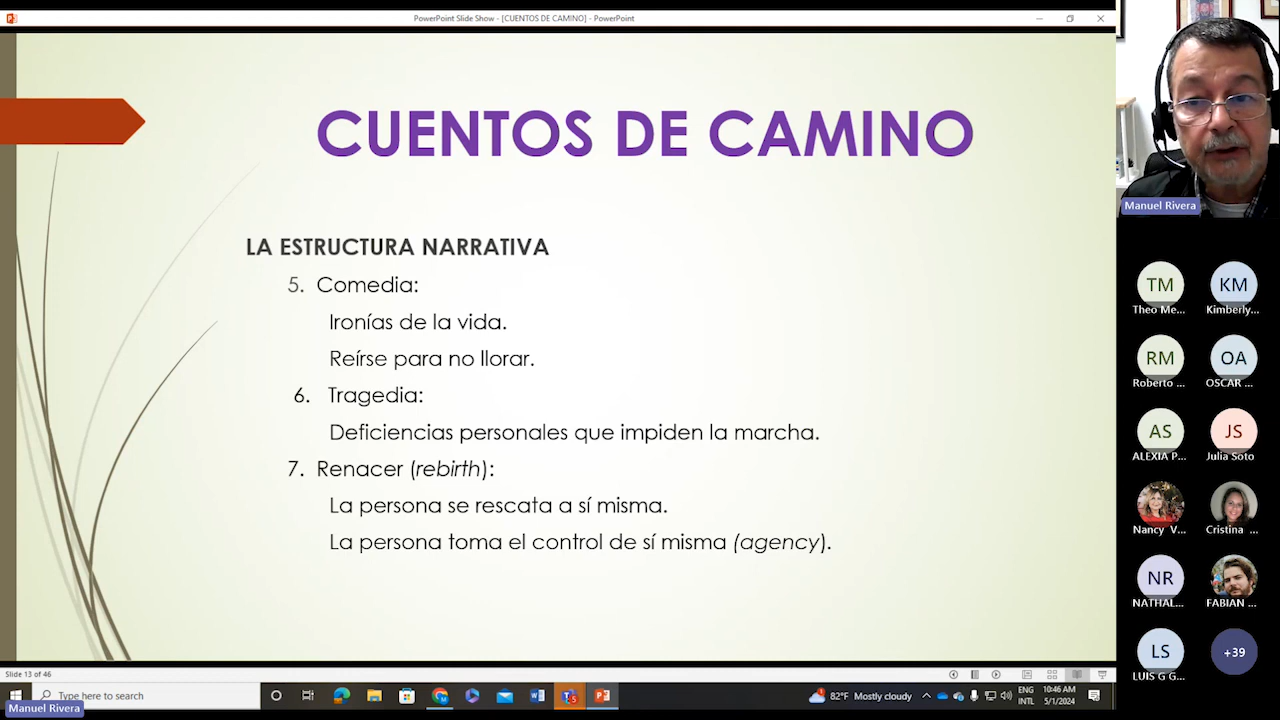 PowerPoint Slide Show - [CUENTOS DE CAMINO] - PowerPoint
CUENTOS DE CAMINO
LA ESTRUCTURA NARRATIVA
5. Comedia:
Ironías de la vida.
Reírse para no llorar.
6. Tragedia:
Deficiencias personales que impiden la marcha.
7. Renacer (rebirth):
La persona se rescata a sí misma.
La persona toma el control de sí misma (agency).
Manuel Rivera
TM
Theo Me...
KM
Kimberly...
RM
Roberto ...
OA
OSCAR ...
AS
ALEXIA P...
JS
Julia Soto
Nancy V...
Cristina ...
NR
NATHAL...
FABIAN ...
LS
LUIS G G...
+39
Slide 13 of 46
Type here to search
82°F Mostly cloudy
ENG
INTL
10:46 AM
5/1/2024
Manuel Rivera